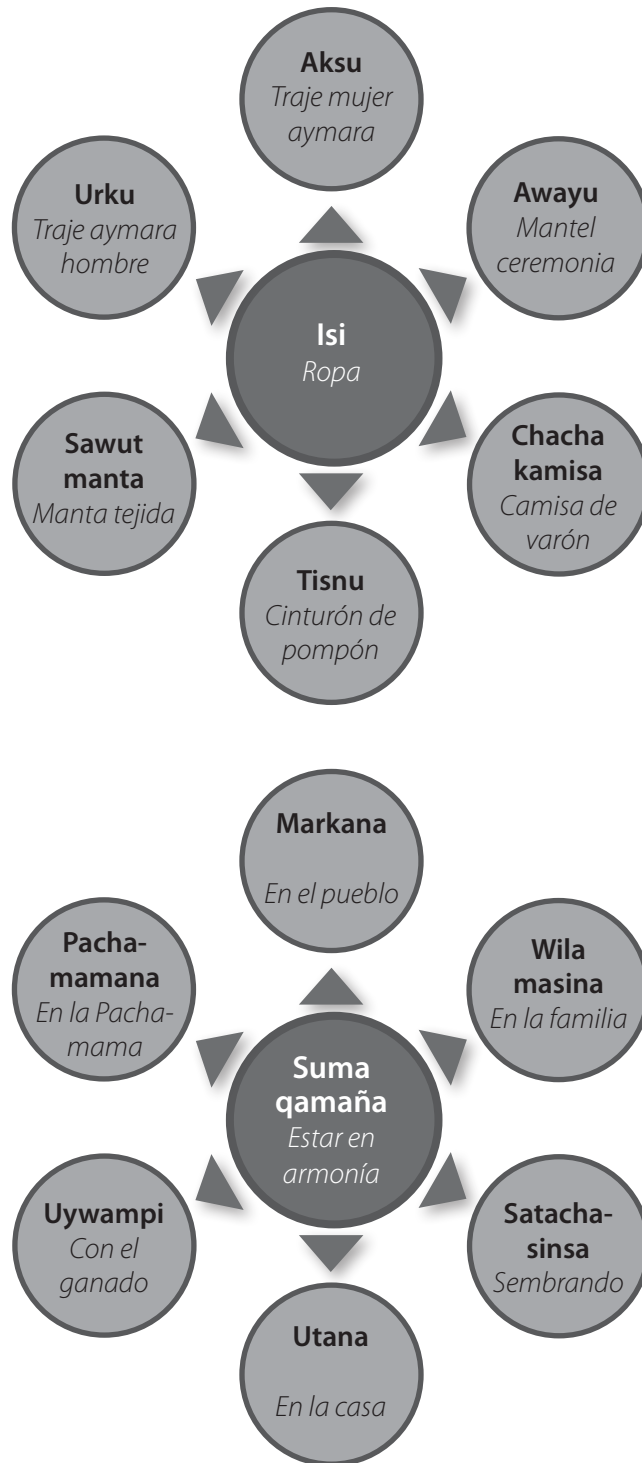 Aksu
Traje mujer
aymara
Urku
Traje aymara
hombre
Awayu
Mantel
ceremonia
Isi
Ropa
Sawut
manta
Manta tejida
Chacha
kamisa
Camisa de
varón
Tisnu
Cinturón de
pompón
Markana
En el pueblo
Pacha-
mamana
En la Pacha-
mama
Wila
masina
En la familia
Suma
qamaña
Estar en
armonía
Uywampi
Con el
ganado
Satacha-
sinsa
Sembrando
Utana
En la casa